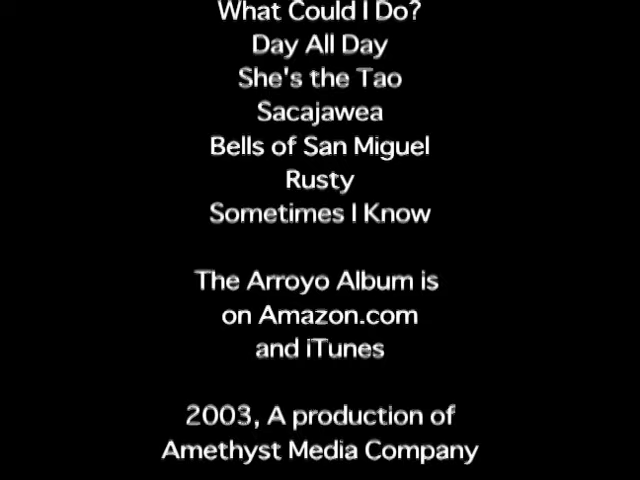 What Could I Do?
Day All Day
She's the Tao
Sacajawea
Bells of San Miguel
Rusty
Sometimes I Know
The Arroyo Album is
on Amazon.com
and iTunes
2003, A production of
Amethyst Media Company